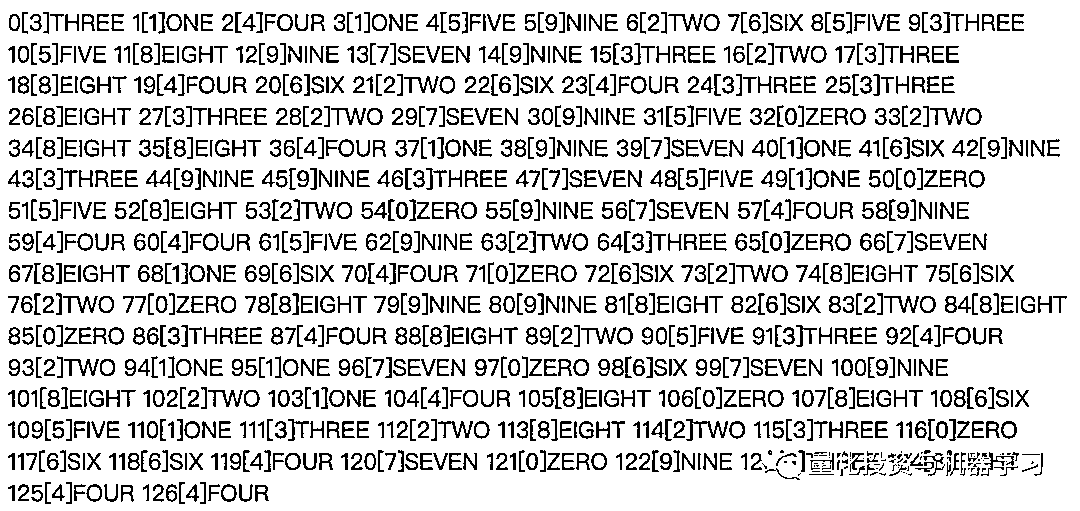 0[3]THREE 1[1]ONE 2[4]FOUR 3[1]ONE 4[5]FIVE 5[9]NINE 6[2]TWO 7[6]SIX 8[5]FIVE 9[3]THREE
10[5]FIVE 11[8]EIGHT 12[9]NINE 13[7]SEVEN 14[9]NINE 15[3]THREE 16[2]TWO 17[3]THREE
18[8]EIGHT 19[4]FOUR 20[6]SIX 21[2]TWO 22[6]SIX 23[4]FOUR 24[3]THREE 25[3]THREE
26[8]EIGHT 27[3]THREE 28[2]TWO 29[7]SEVEN 30[9]NINE 31[5]FIVE 32[0]ZERO 33[2]TWO
34[8]EIGHT 35[8]EIGHT 36[4]FOUR 37[1]ONE 38[9]NINE 39[7]SEVEN 40[1]ONE 41[6]SIX 42[9]NINE
43[3]THREE 44[9]NINE 45[9]NINE 46[3]THREE 47[7]SEVEN 48[5]FIVE 49[1]ONE 50[0]ZERO
51[5]FIVE 52[8]EIGHT 53[2]TWO 54[0]ZERO 55[9]NINE 56[7]SEVEN 57[4]FOUR 58[9]NINE
59[4]FOUR 60[4]FOUR 61[5]FIVE 62[9]NINE 63[2]TWO 64[3]THREE 65[0]ZERO 66[7]SEVEN
67[8]EIGHT 68[1]ONE 69[6]SIX 70[4]FOUR 71[0]ZERO 72[6]SIX 73[2]TWO 74[8]EIGHT 75[6]SIX
76[2]TWO 77[0]ZERO 78[8]EIGHT 79[9]NINE 80[9]NINE 81[8]EIGHT 82[6]SIX 83[2]TWO 84[8]EIGHT
85[0]ZERO 86[3]THREE 87[4]FOUR 88[8]EIGHT 89[2]TWO 90[5]FIVE 91[3]THREE 92[4]FOUR
93[2]TWO 94[1]ONE 95[1]ONE 96[7]SEVEN 97[0]ZERO 98[6]SIX 99[7]SEVEN 100[9]NINE
101[8]EIGHT 102[2]TWO 103[1]ONE 104[4]FOUR 105[8]EIGHT 106[0]ZERO 107[8]EIGHT 108[6]SIX
109[5]FIVE 110[1]ONE 111[3]THREE 112[2]TWO 113[8]EIGHT 114[2]TWO 115[3]THREE 116[0]ZERO
117[6]SIX 118[6]SIX 119[4]FOUR 120[7]SEVEN 121[0]ZERO 122[9]NINE
量化投资与机器学习
125[4]FOUR 126[4]FOUR